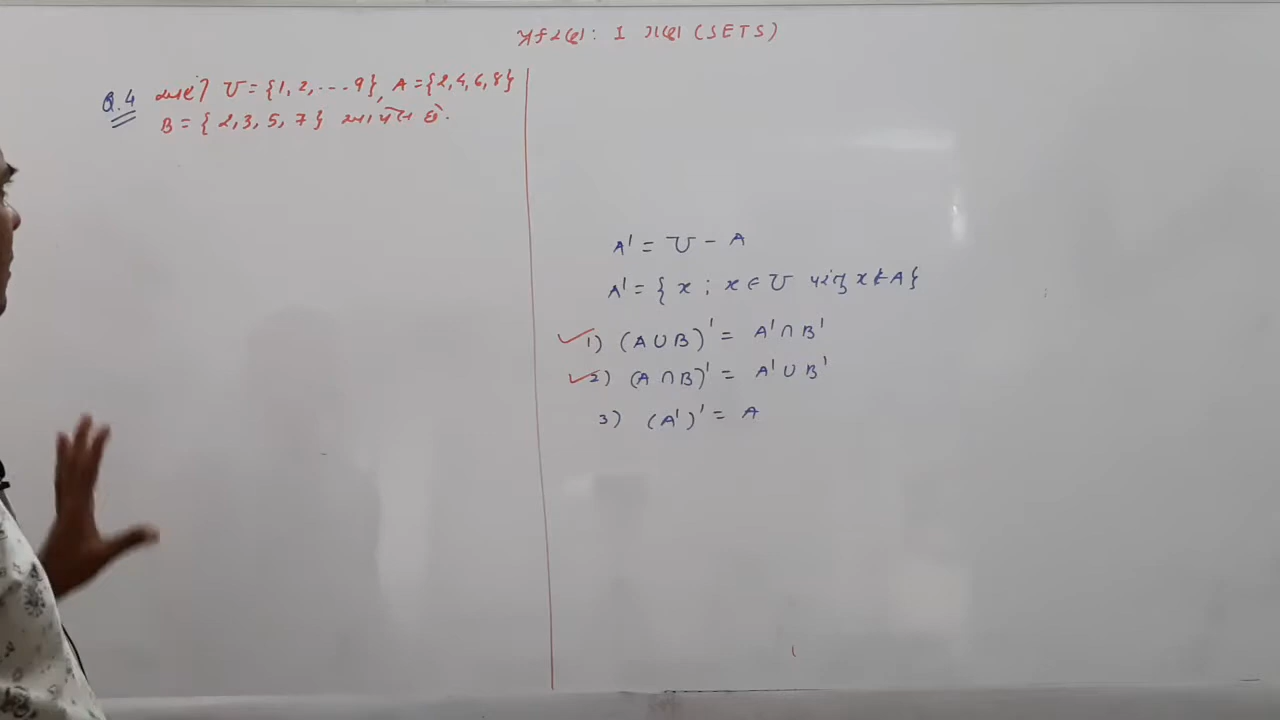 પ્રકરણ : 1 ગણ (SETS)
Q.4 અહીં U = {1, 2, ... 9}, A = {2, 4, 6, 8}
B = { 2, 3, 5, 7 } આપેલ છે.
A' = U - A
A' = { x ; x ∈ U પરંતુ x ∉ A}
1) (A ∪ B)' = A' ∩ B'
2) (A ∩ B)' = A' ∪ B'
3) (A')' = A